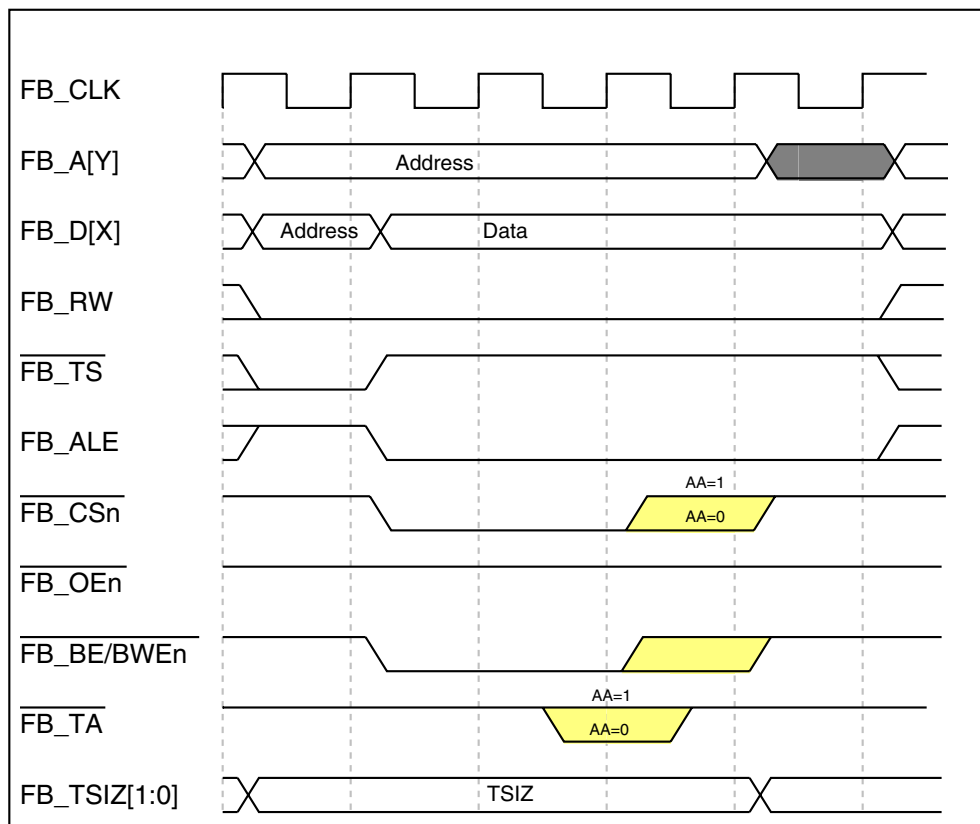 FB_CLK
FB_A[Y]
Address
FB_D[X]
Address
Data
FB_RW
FB_TS
FB_ALE
AA=1
FB_CSn
AA=0
FB_OEn
FB_BE/BWEn
AA=1
FB_TA
AA=0
FB_TSIZ[1:0]
TSIZ